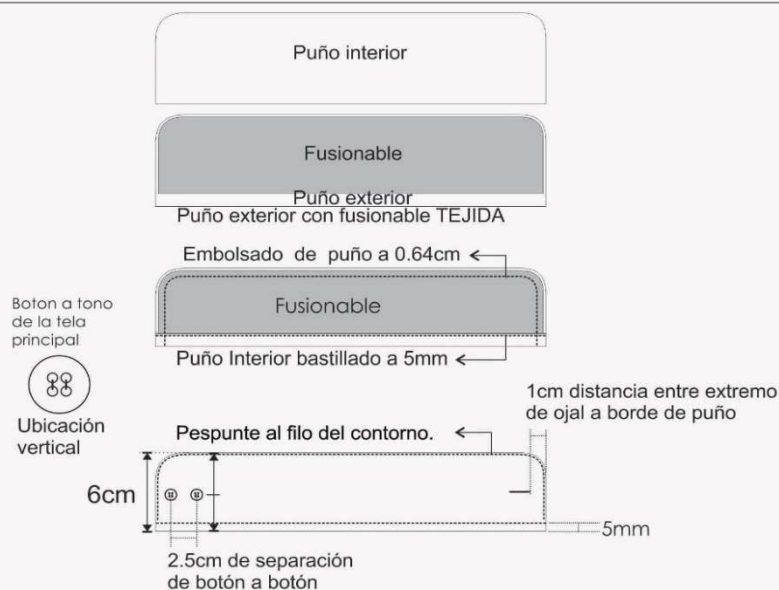 Puño interior
Fusionable
Puño exterior
Puño exterior con fusionable TEJIDA
Embolsado de puño a 0.64cm
Fusionable
Boton a tono
de la tela
principal
Puño Interior bastillado a 5mm
Ubicación
vertical
1cm distancia entre extremo
de ojal a borde de puño
Pespunte al filo del contorno.
6cm
5mm
2.5cm de separación
de botón a botón